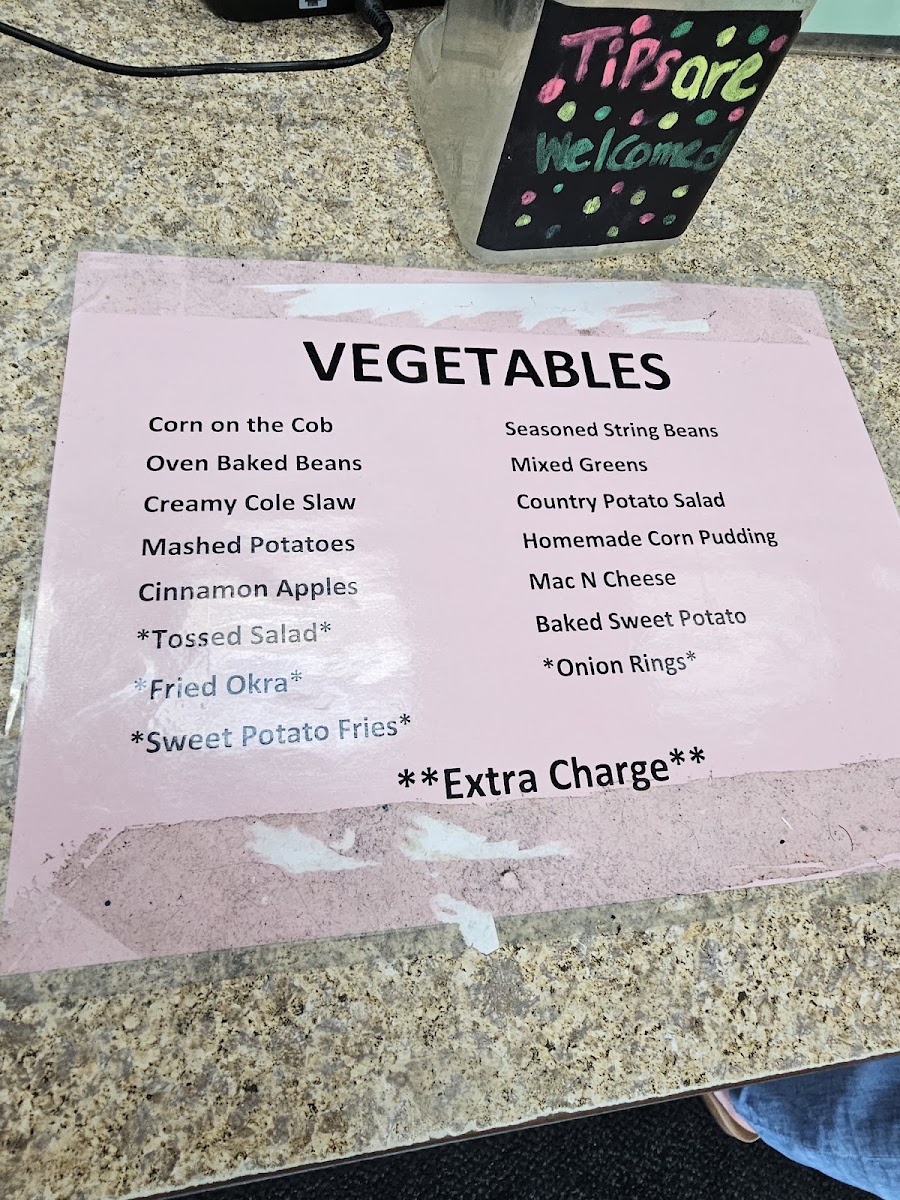 Tips are
Welcomed
VEGETABLES
Corn on the Cob
Oven Baked Beans
Creamy Cole Slaw
Mashed Potatoes
Cinnamon Apples
*Tossed Salad*
*Fried Okra*
*Sweet Potato Fries*
Seasoned String Beans
Mixed Greens
Country Potato Salad
Homemade Corn Pudding
Mac N Cheese
Baked Sweet Potato
*Onion Rings*
**Extra Charge**